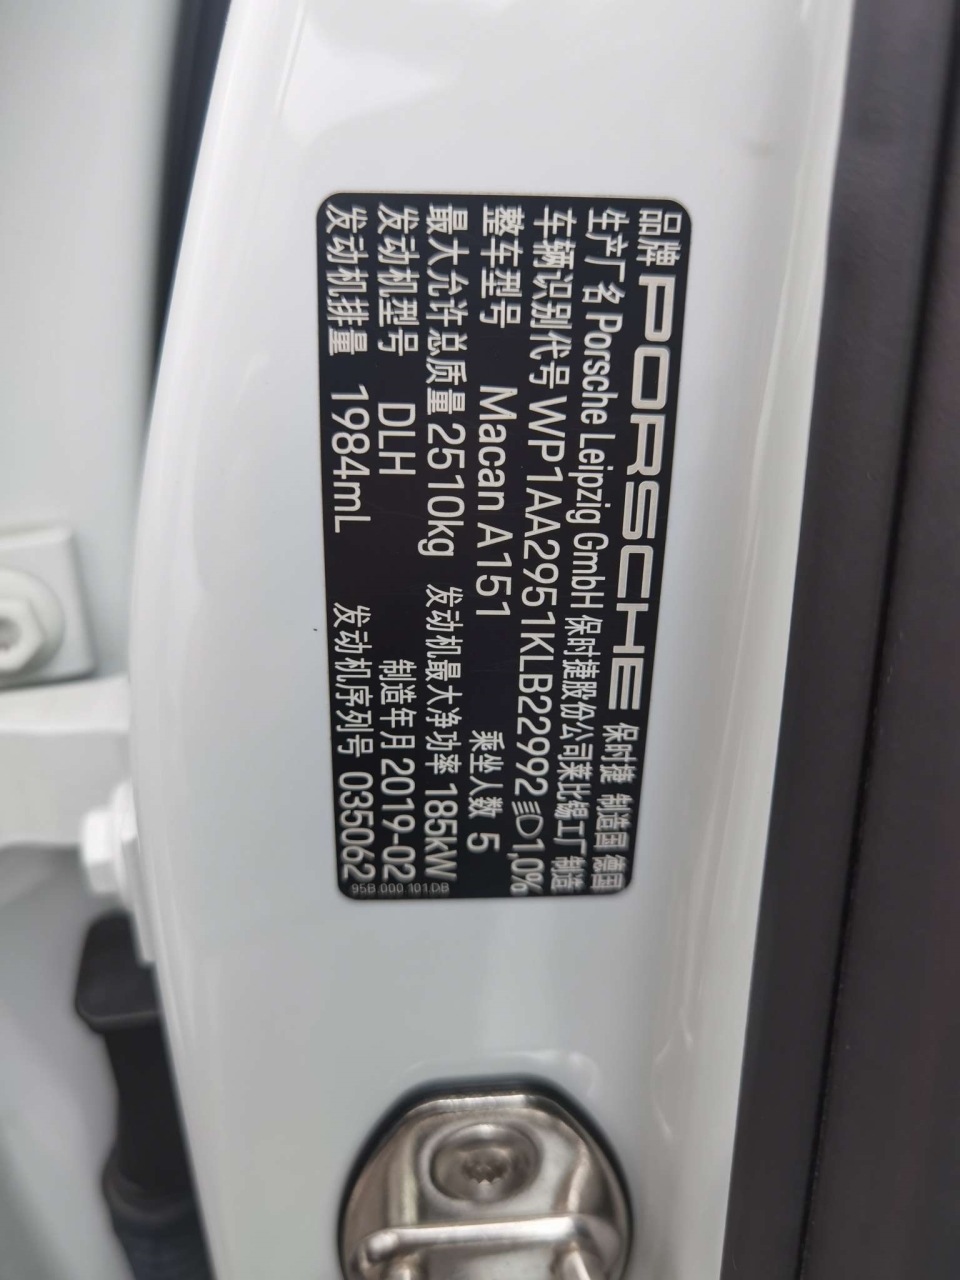 品牌 PORSCHE 保时捷 制造国 德国
生产厂名 Porsche Leipzig GmbH 保时捷股份公司莱比锡工厂 制造
车辆识别代号 WP1AA2951KLB22992 1,0%
整车型号 Macan A151 乘坐人数 5
最大允许总质量 2510kg 发动机最大净功率 185kW
发动机型号 DLH 制造年月 2019-02
发动机排量 1984mL 发动机序列号 035062
95B.000.101.DB